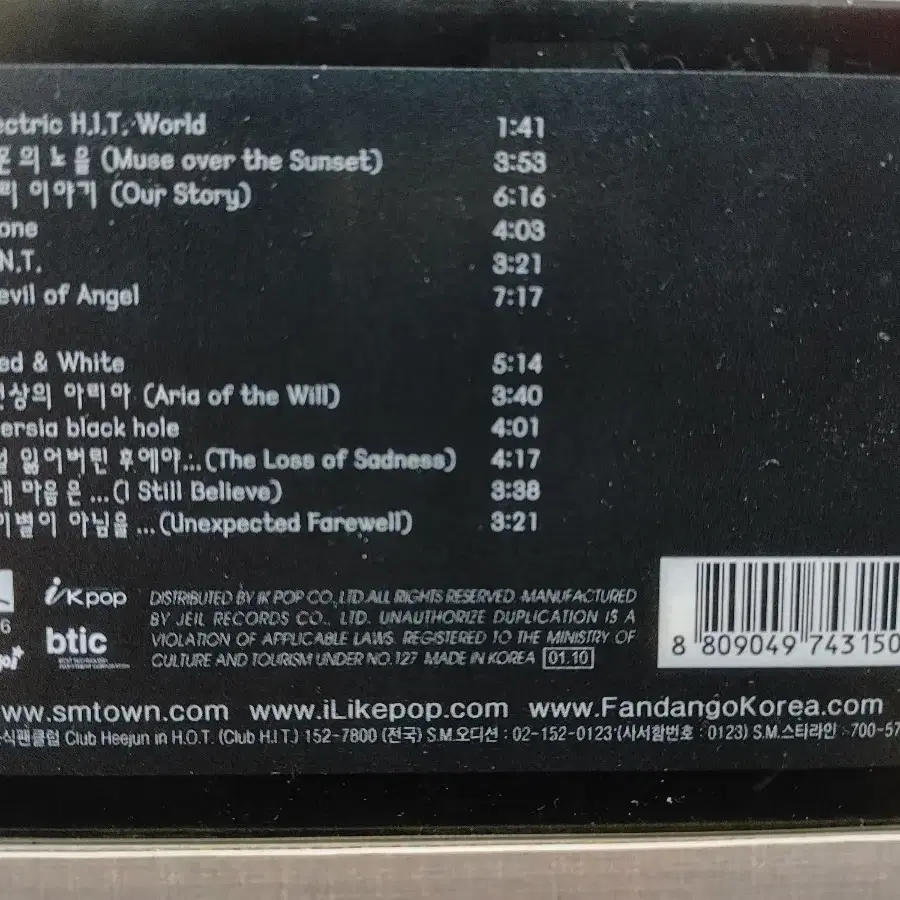 ectric H.I.T. World 1:41
의 노을 (Muse over the Sunset) 3:53
이야기 (Our Story) 6:16
one 4:03
N.T. 3:21
evil of Angel 7:17
ed & White 5:14
상의 아리아 (Aria of the Will) 3:40
ersia black hole 4:01
잃어버린 후에야... (The Loss of Sadness) 4:17
마음은 ... (I Still Believe) 3:38
이별이 아님을 ... (Unexpected Farewell) 3:21
iKpop
btic
DISTRIBUTED BY IK POP CO., LTD ALL RIGHTS RESERVED. MANUFACTURED
BY JEIL RECORDS CO., LTD. UNAUTHORIZE DUPLICATION IS A
VIOLATION OF APPLICABLE LAWS. REGISTERED TO THE MINISTRY OF
CULTURE AND TOURISM UNDER NO. 127 MADE IN KOREA 01.10
8 809049 743150
ww.smtown.com www.iLikepop.com www.FandangoKorea.com
식팬클럽 Club Heejun in H.O.T. (Club H.I.T.) 152-7800 (전국) S.M.오디션 : 02-152-0123 (사서함번호 : 0123) S.M.스타라인 : 700-57